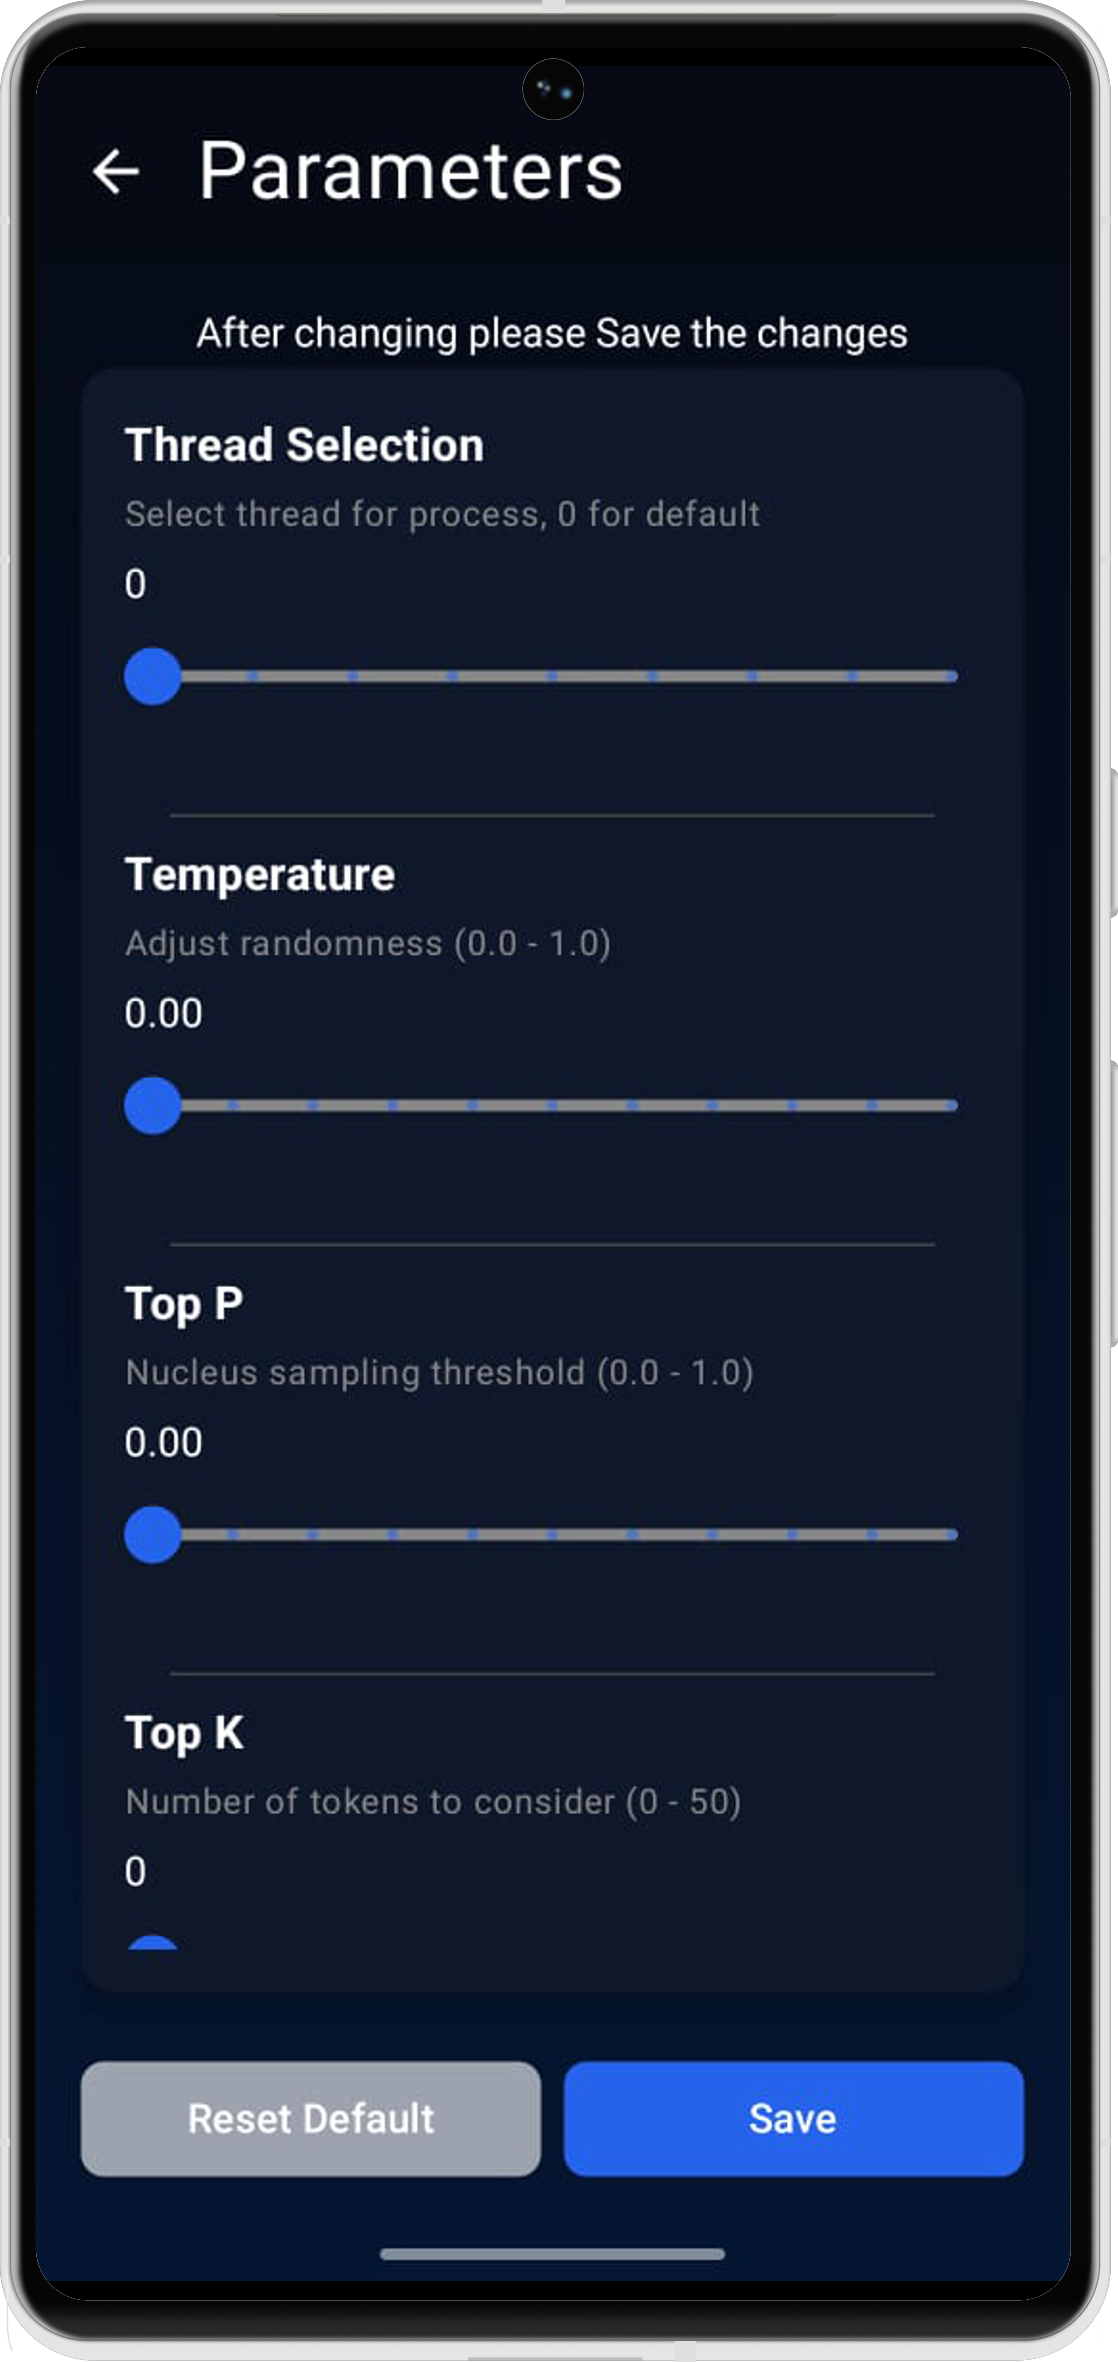 Parameters
After changing please Save the changes
Thread Selection
Select thread for process, 0 for default
0
Temperature
Adjust randomness (0.0 - 1.0)
0.00
Top P
Nucleus sampling threshold (0.0 - 1.0)
0.00
Top K
Number of tokens to consider (0 - 50)
0
Reset Default
Save